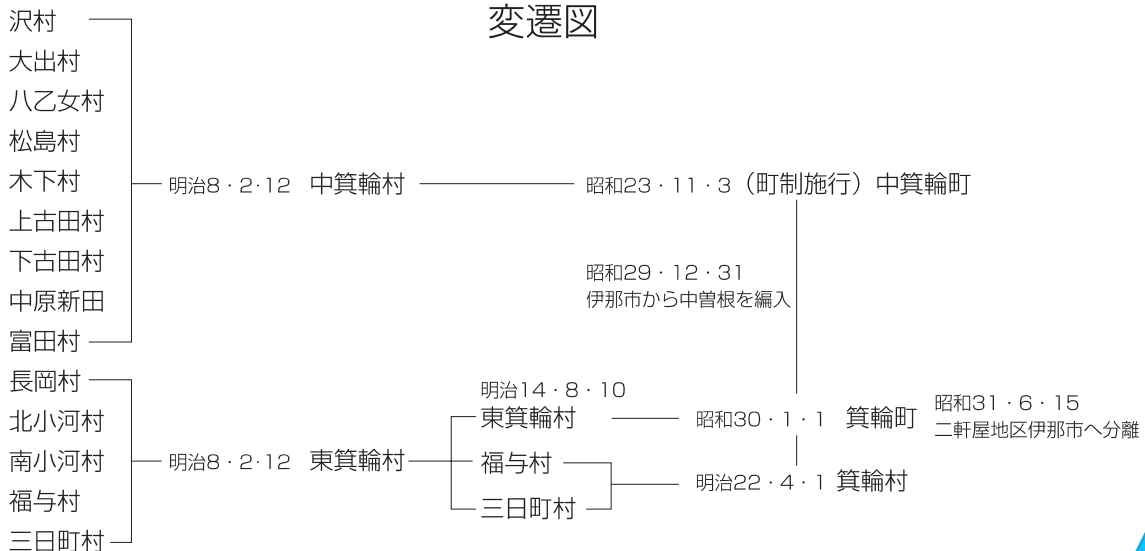 変遷図
沢村
大出村
八乙女村
松島村
木下村
上古田村
下古田村
中原新田
富田村
明治8・2・12 中箕輪村
昭和23・11・3（町制施行）中箕輪町
昭和29・12・31
伊那市から中曽根を編入
長岡村
北小河村
南小河村
福与村
三日町村
明治8・2・12 東箕輪村
明治14・8・10
東箕輪村
福与村
三日町村
昭和30・1・1 箕輪町
昭和31・6・15
二軒屋地区伊那市へ分離
明治22・4・1 箕輪村